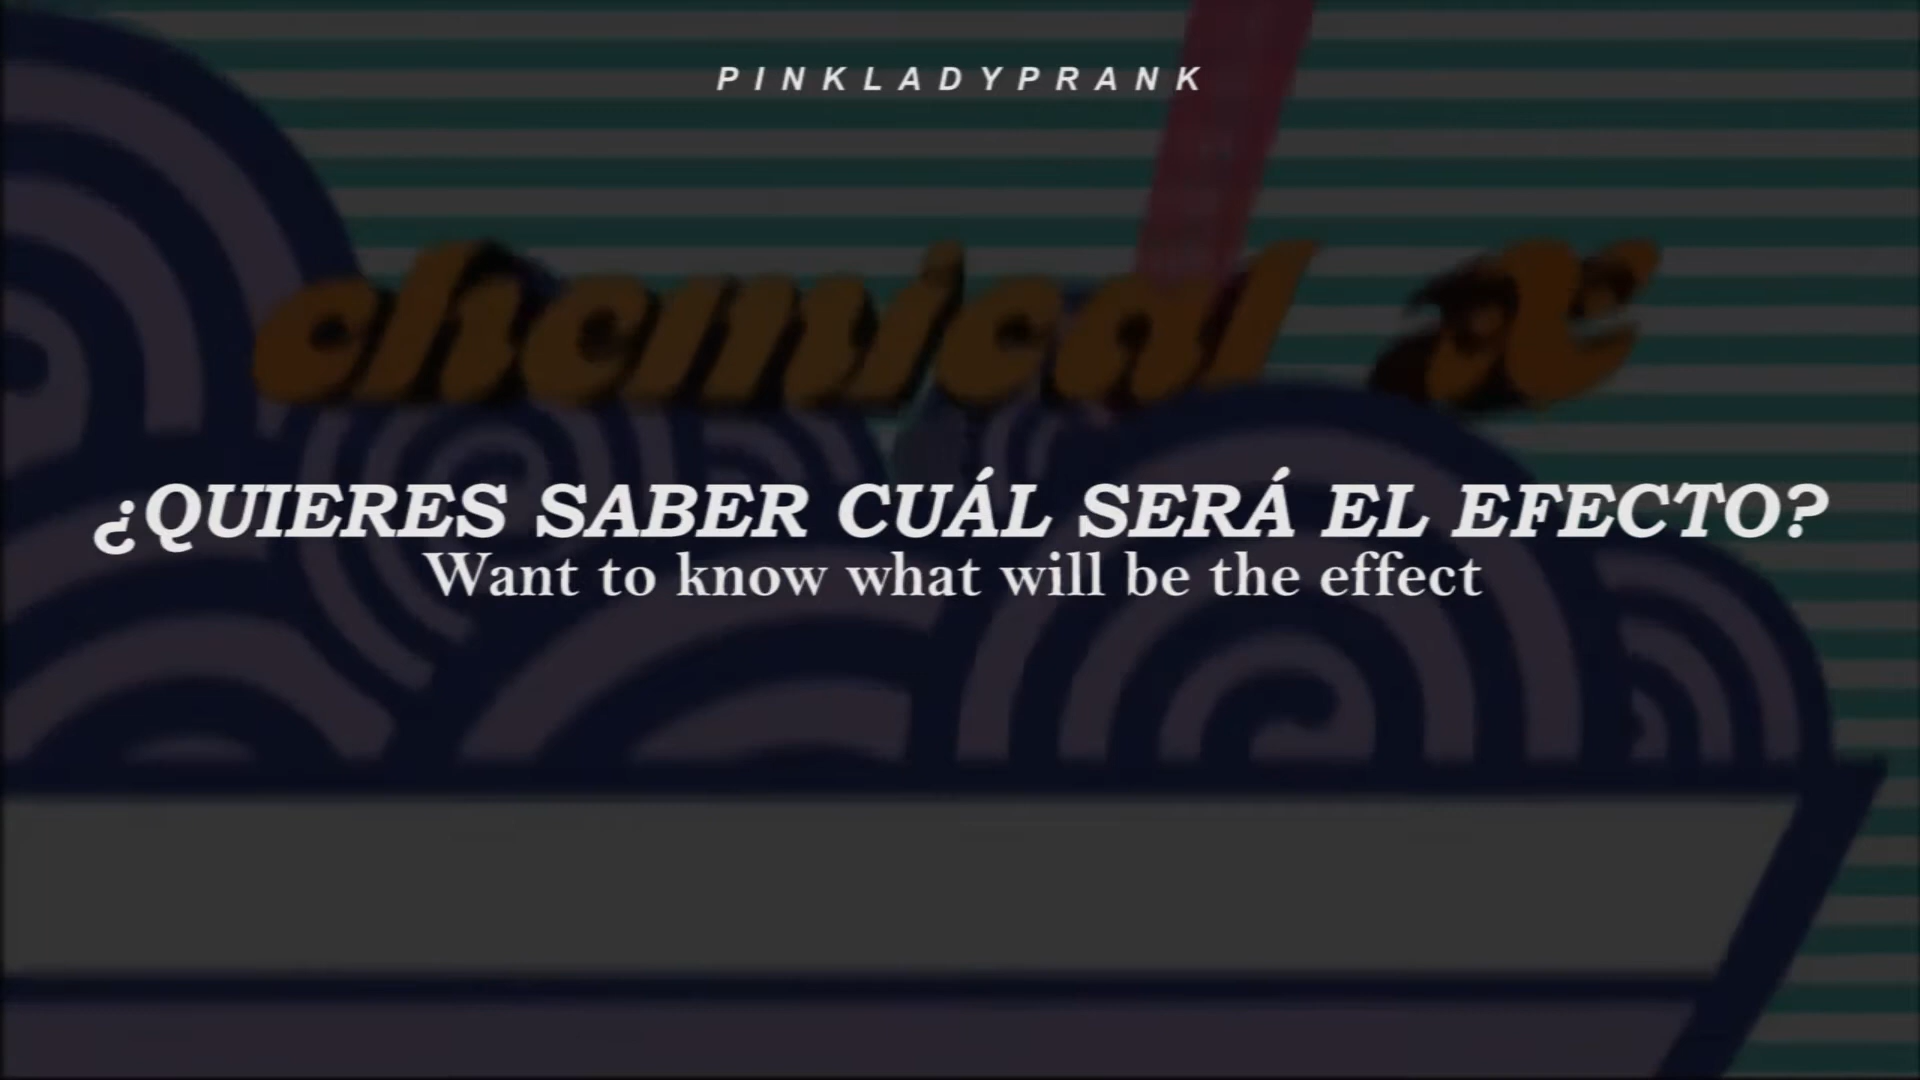 PINKLADYPRANK
chemical x
¿QUIERES SABER CUÁL SERÁ EL EFECTO?
Want to know what will be the effect